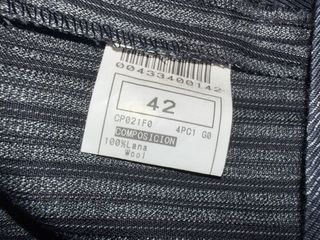 00433400142
42
CP021F0 4PC1 G0
COMPOSICION
100%Lana
Wool